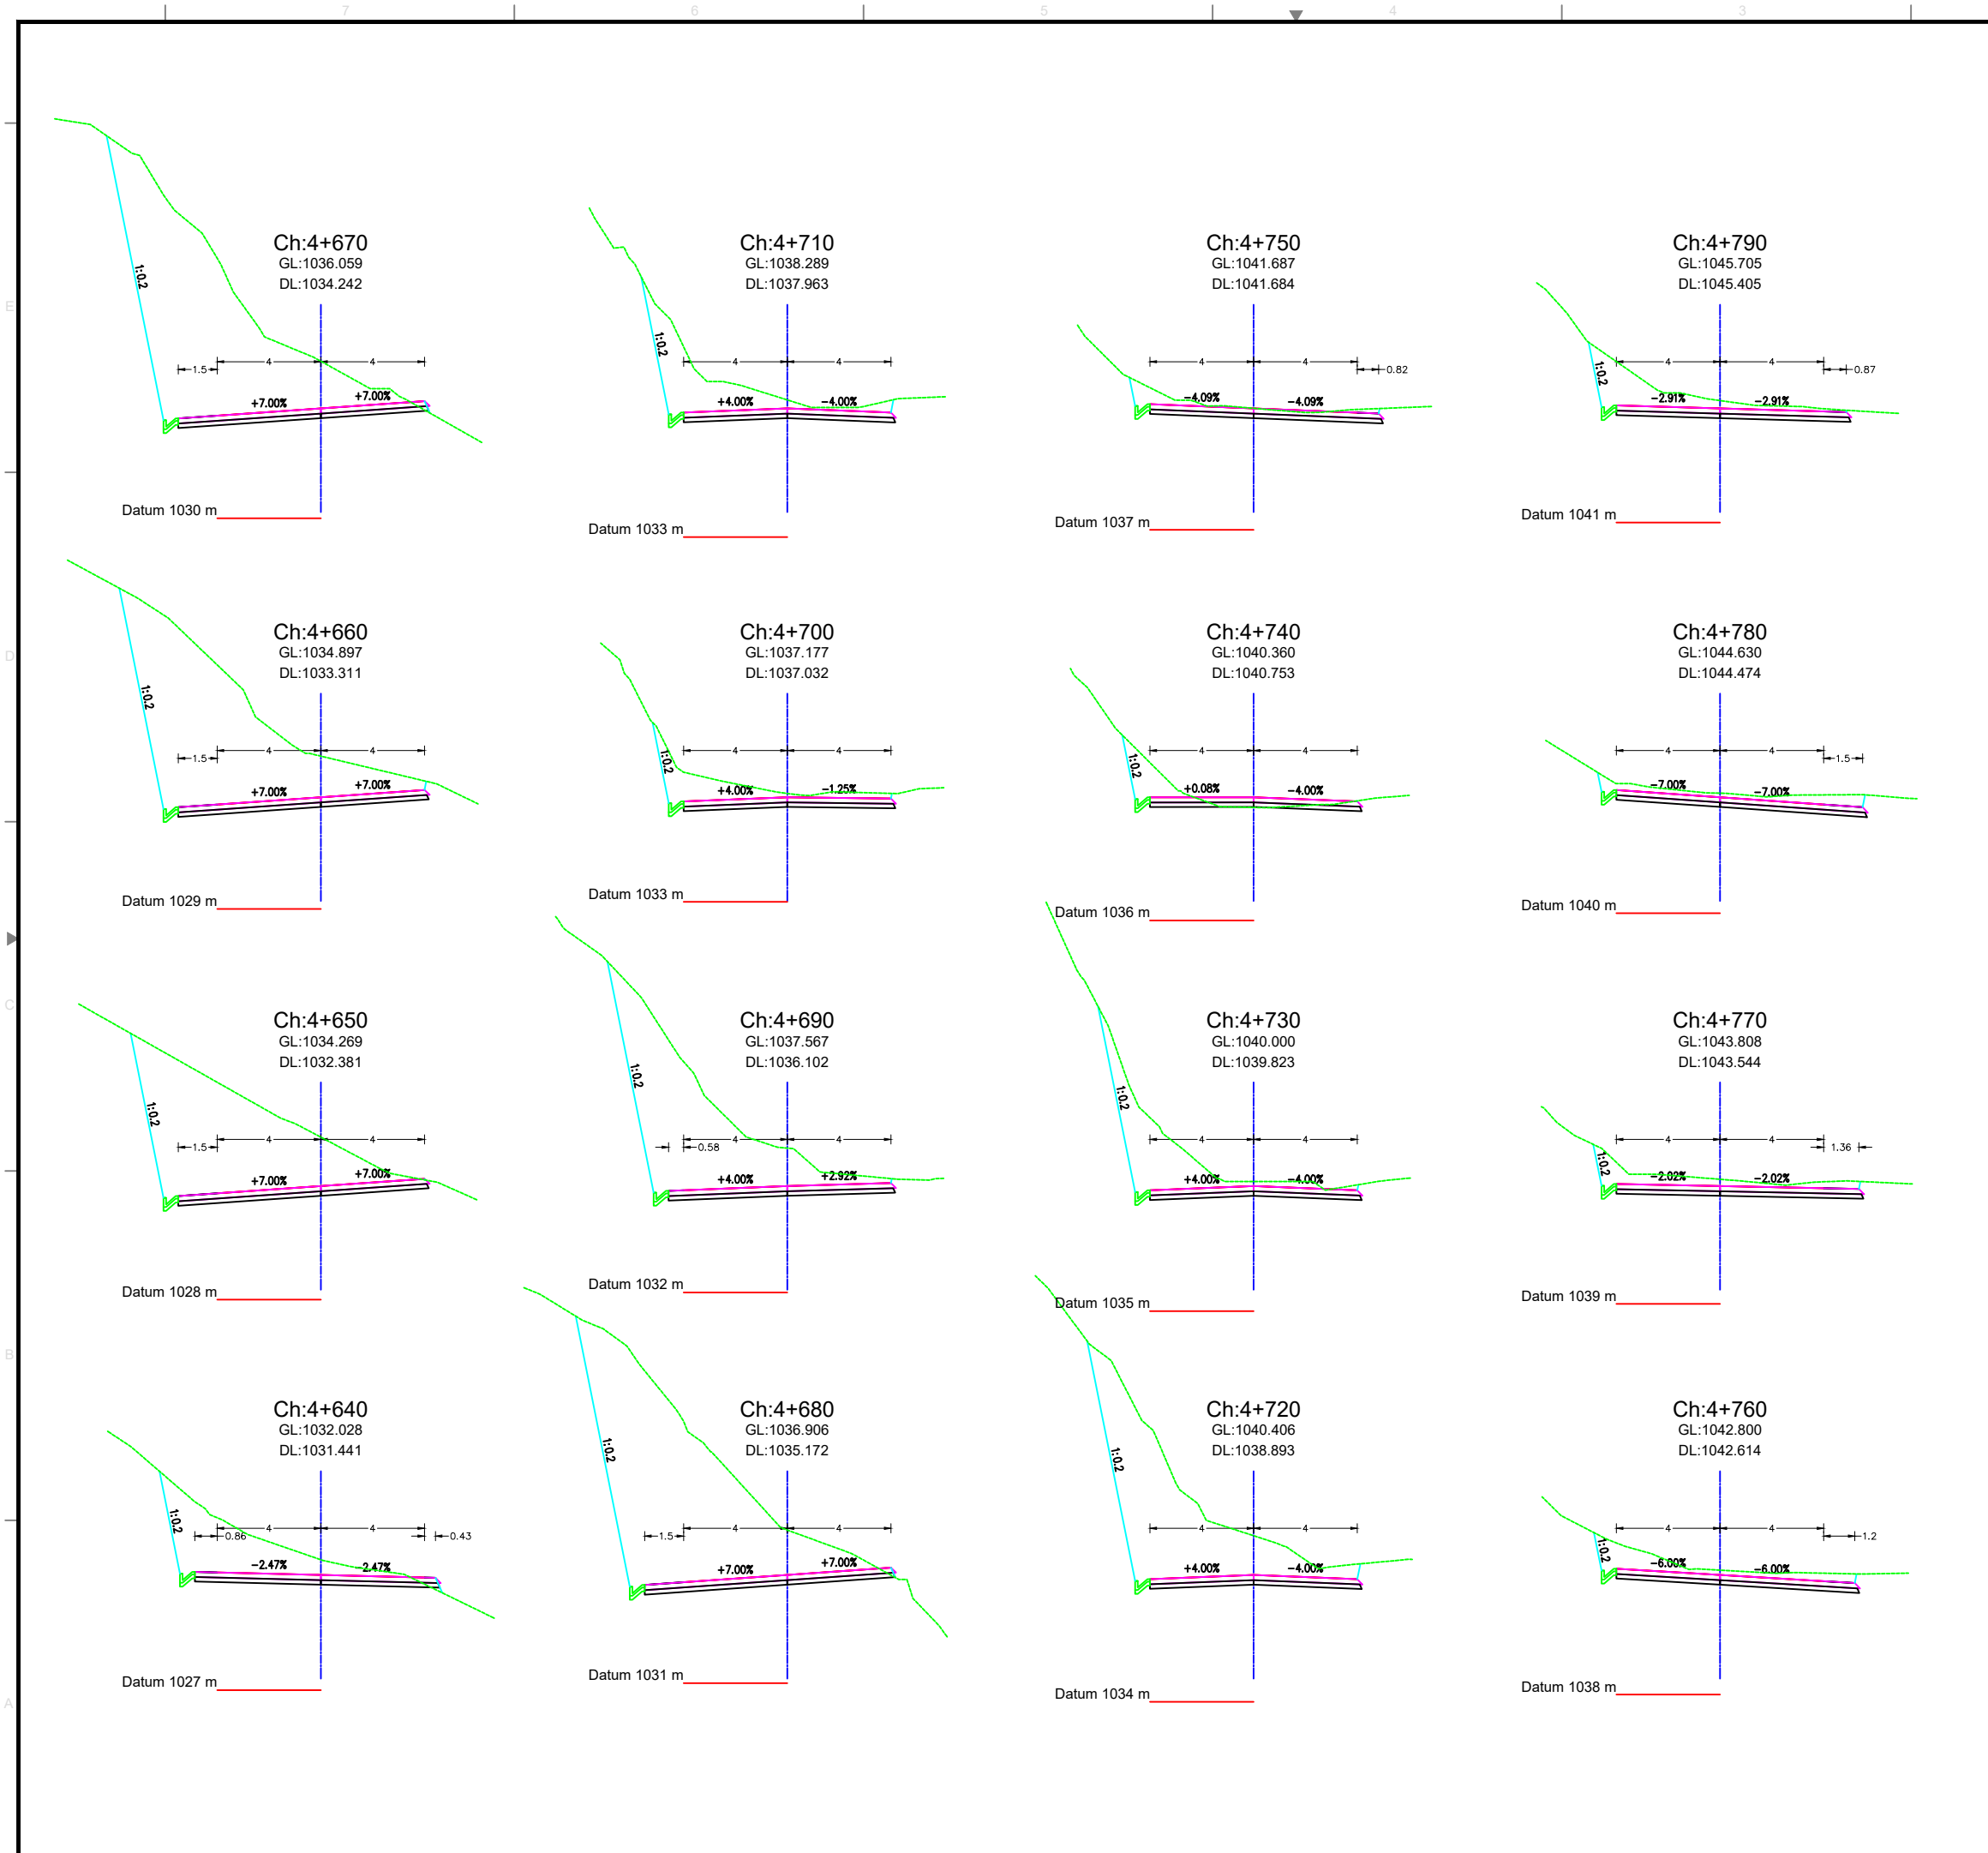 7 6 5 4 3
E
D
C
B
A
Ch:4+670
GL:1036.059
DL:1034.242
1:0.2
1.5 4 4
+7.00% +7.00%
Datum 1030 m
Ch:4+710
GL:1038.289
DL:1037.963
1:0.2
4 4
+4.00% −4.00%
Datum 1033 m
Ch:4+750
GL:1041.687
DL:1041.684
4 4 0.82
−4.09% −4.09%
Datum 1037 m
Ch:4+790
GL:1045.705
DL:1045.405
1:0.2
4 4 0.87
−2.91% −2.91%
Datum 1041 m
Ch:4+660
GL:1034.897
DL:1033.311
1:0.2
1.5 4 4
+7.00% +7.00%
Datum 1029 m
Ch:4+700
GL:1037.177
DL:1037.032
1:0.2
4 4
+4.00% −1.25%
Datum 1033 m
Ch:4+740
GL:1040.360
DL:1040.753
1:0.2
4 4
+0.08% −4.00%
Datum 1036 m
Ch:4+780
GL:1044.630
DL:1044.474
4 4 1.5
−7.00% −7.00%
Datum 1040 m
Ch:4+650
GL:1034.269
DL:1032.381
1:0.2
1.5 4 4
+7.00% +7.00%
Datum 1028 m
Ch:4+690
GL:1037.567
DL:1036.102
1:0.2
0.58 4 4
+4.00% +2.92%
Datum 1032 m
Ch:4+730
GL:1040.000
DL:1039.823
1:0.2
4 4
+4.00% −4.00%
Datum 1035 m
Ch:4+770
GL:1043.808
DL:1043.544
1:0.2
4 4 1.36
−2.02% −2.02%
Datum 1039 m
Ch:4+640
GL:1032.028
DL:1031.441
1:0.2
0.86 4 4 0.43
−2.47% −2.47%
Datum 1027 m
Ch:4+680
GL:1036.906
DL:1035.172
1:0.2
1.5 4 4
+7.00% +7.00%
Datum 1031 m
Ch:4+720
GL:1040.406
DL:1038.893
1:0.2
4 4
+4.00% −4.00%
Datum 1034 m
Ch:4+760
GL:1042.800
DL:1042.614
1:0.2
4 4 1.2
−6.00% −6.00%
Datum 1038 m